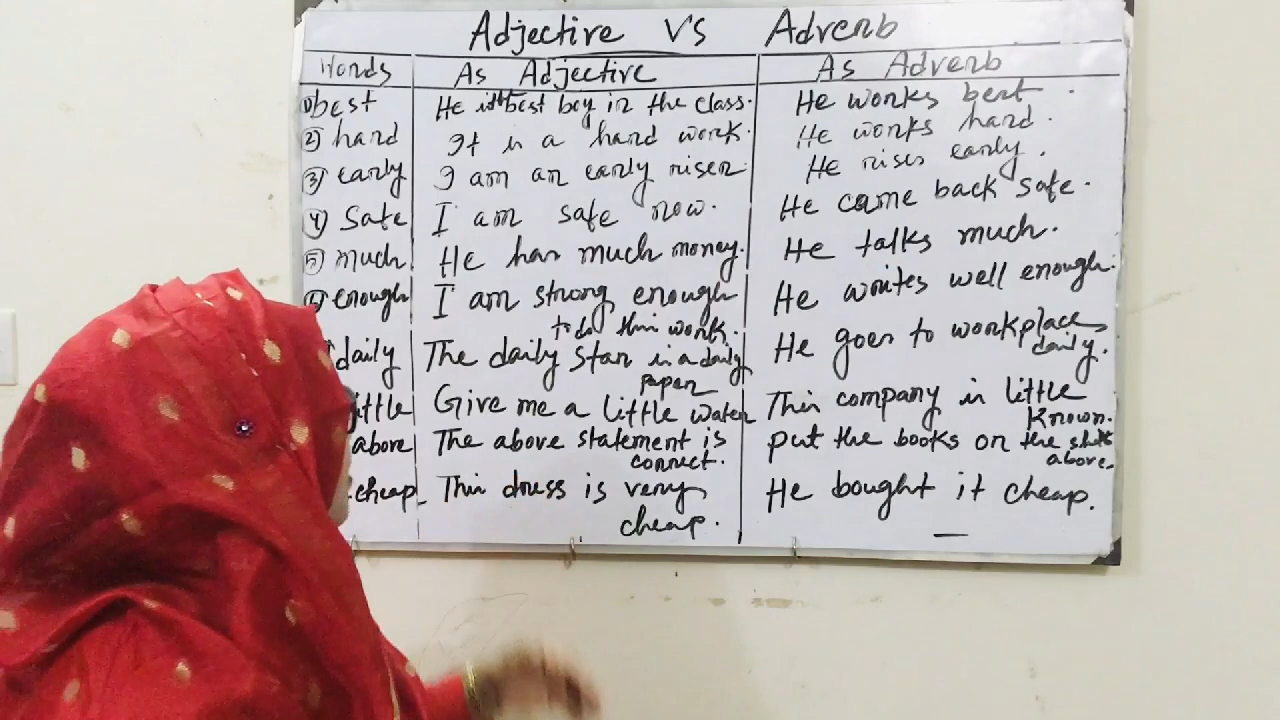 Adjective VS Adverb
Words As Adjective As Adverb
① best He is the best boy in the class. He works best.
② hard It is a hard work. He works hard.
③ early I am an early riser He rises early.
④ Safe I am safe now. He came back safe.
⑤ much He has much money. He talks much.
enough I am strong enough He writes well enough.
to do this work.
daily The daily Star is a daily He goes to workplace
paper daily.
ittle Give me a little water This company is little
Known.
above The above statement is put the books on the
correct. above.
cheap This dress is very He bought it cheap.
cheap.